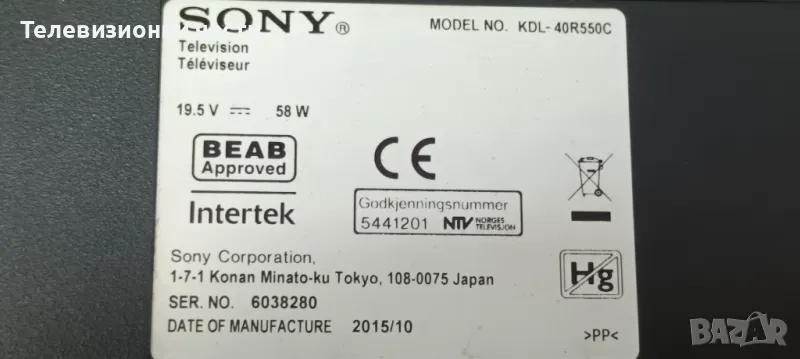 Телевизион
SONY®
MODEL NO. KDL-40R550C
Television
Téléviseur
19.5 V 58 W
BEAB
Approved
CE
Intertek
Godkjenningsnummer
5441201 NTV NORGES TELEVISJON
Sony Corporation,
1-7-1 Konan Minato-ku Tokyo, 108-0075 Japan
Hg
SER. NO. 6038280
DATE OF MANUFACTURE 2015/10
>PP<
BAZAR